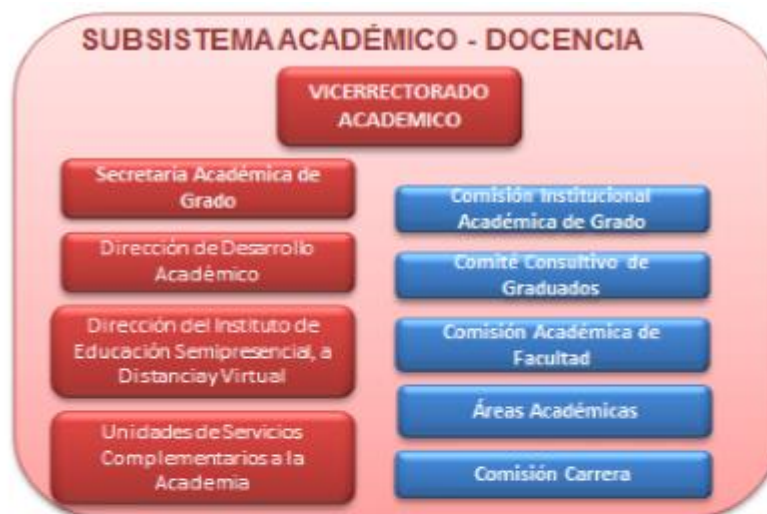 SUBSISTEMA ACADÉMICO - DOCENCIA
VICERRECTORADO
ACADEMICO
Secretaría Académica de
Grado
Dirección de Desarrollo
Académico
Dirección del Instituto de
Educación Semipresencial, a
Distancia y Virtual
Unidades de Servicios
Complementarios a la
Academia
Comisión Institucional
Académica de Grado
Comité Consultivo de
Graduados
Comisión Académica de
Facultad
Áreas Académicas
Comisión Carrera